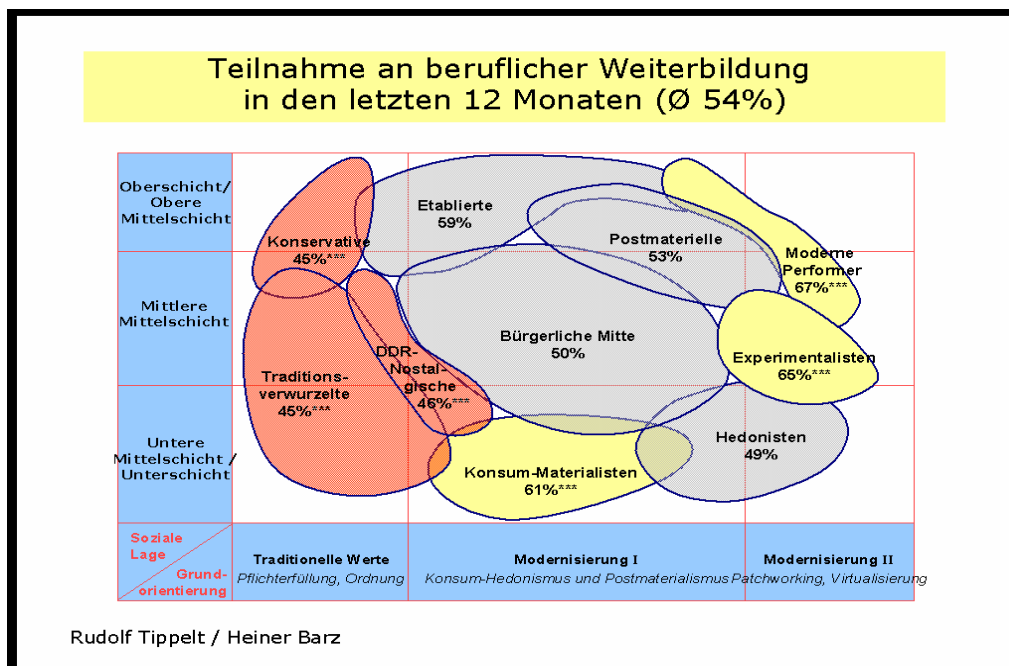 Teilnahme an beruflicher Weiterbildung
in den letzten 12 Monaten (Ø 54%)
Oberschicht/
Obere
Mittelschicht
Mittlere
Mittelschicht
Untere
Mittelschicht /
Unterschicht
Konservative
45%***
Etablierte
59%
Postmaterielle
53%
Moderne
Performer
67%***
Traditions-
verwurzelte
45%***
DDR-
Nostal-
gische
46%***
Bürgerliche Mitte
50%
Experimentalisten
65%***
Konsum-Materialisten
61%***
Hedonisten
49%
Soziale
Lage
Grund-
orientierung
Traditionelle Werte
Pflichterfüllung, Ordnung
Modernisierung I
Konsum-Hedonismus und Postmaterialismus
Modernisierung II
Patchworking, Virtualisierung
Rudolf Tippelt / Heiner Barz